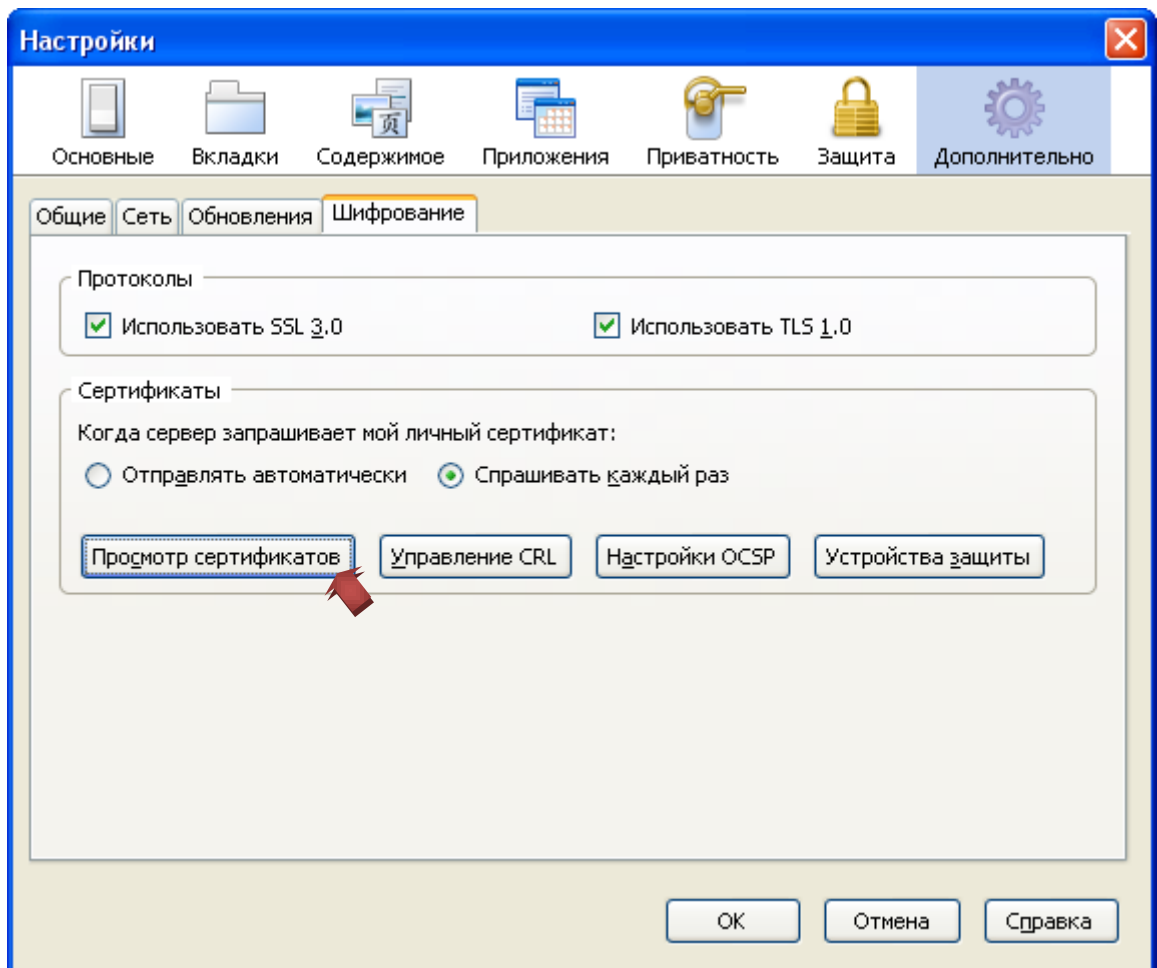 Настройки
页
Основные Вкладки Содержимое Приложения Приватность Защита Дополнительно
Общие Сеть Обновления Шифрование
Протоколы
Использовать SSL 3.0 Использовать TLS 1.0
Сертификаты
Когда сервер запрашивает мой личный сертификат:
Отправлять автоматически Спрашивать каждый раз
Просмотр сертификатов Управление CRL Настройки OCSP Устройства защиты
OK Отмена Справка